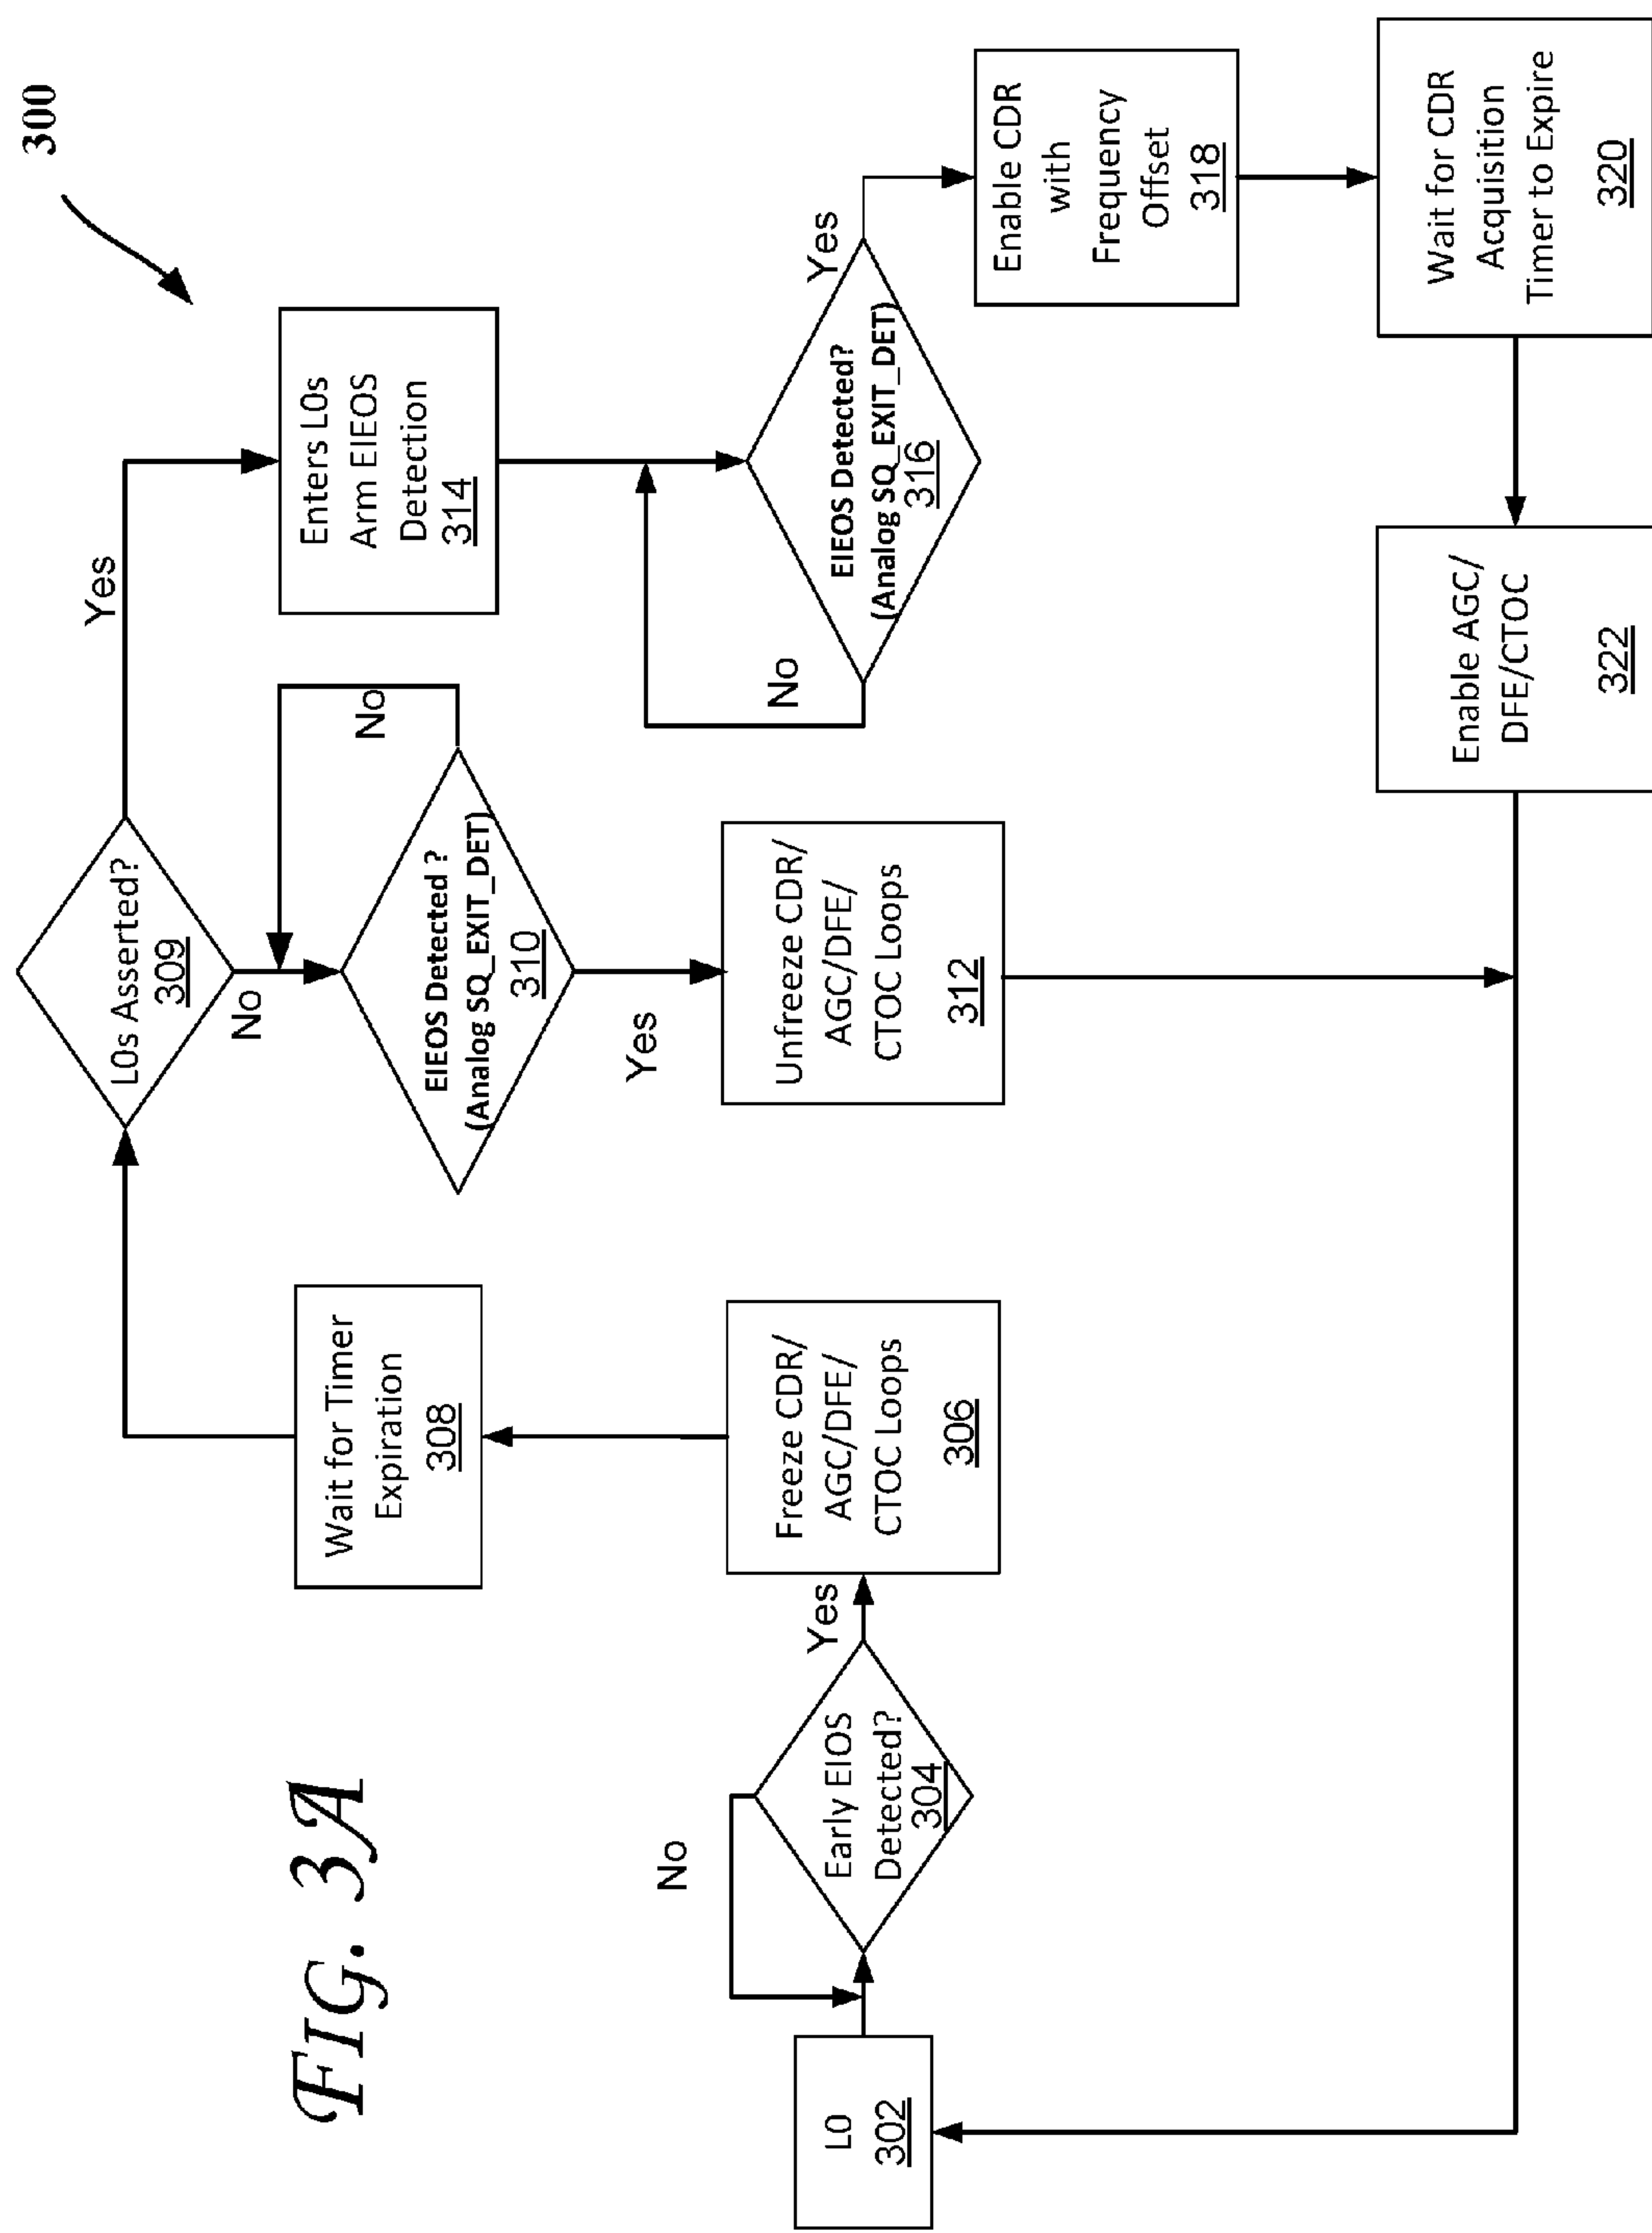 300
L0s Asserted?
309
Yes
No
Wait for Timer
Expiration
308
Enters L0s
Arm EIEOS
Detection
314
EIEOS Detected ?
(Analog SQ_EXIT_DET)
310
No
Yes
FIG. 3A
No
L0
302
Early EIOS
Detected?
304
Yes
Freeze CDR/
AGC/DFE/
CTOC Loops
306
Unfreeze CDR/
AGC/DFE/
CTOC Loops
312
No
EIEOS Detected?
(Analog SQ_EXIT_DET)
316
Yes
Enable CDR
with
Frequency
Offset
318
Enable AGC/
DFE/CTOC
322
Wait for CDR
Acquisition
Timer to Expire
320